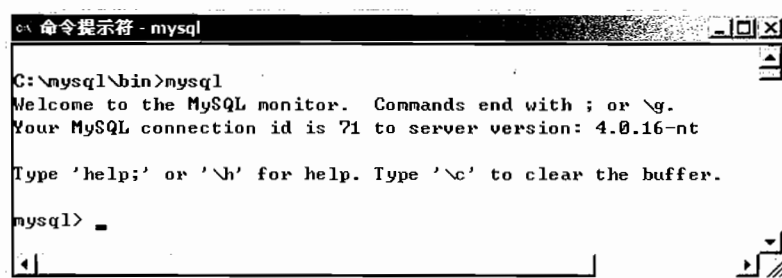 命令提示符 - mysql
C:\mysql\bin>mysql
Welcome to the MySQL monitor.  Commands end with ; or \g.
Your MySQL connection id is 71 to server version: 4.0.16-nt
Type 'help;' or '\h' for help. Type '\c' to clear the buffer.
mysql>